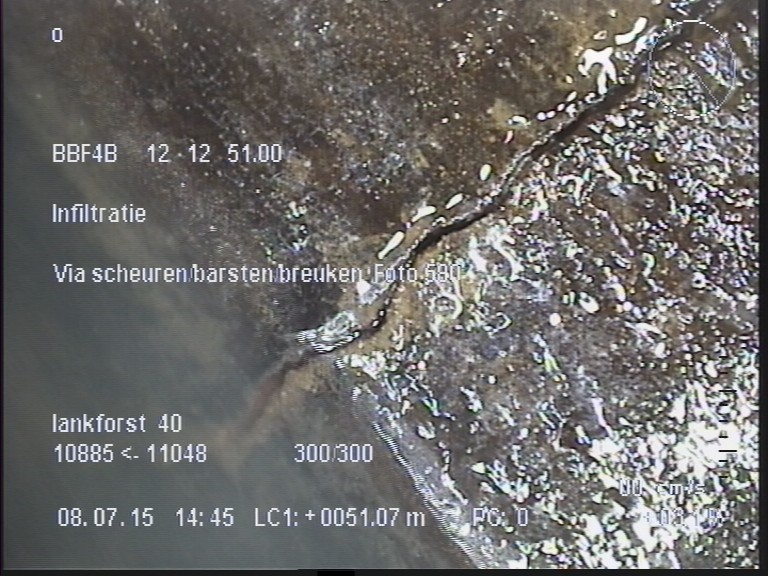 0
BBF4B 12 12 51.00
Infiltratie
Via scheuren/barsten/breuken Foto
lankforst 40
10885 <- 11048 300/300
08.07.15 14:45 LC1:+0051.07 m PC: 0